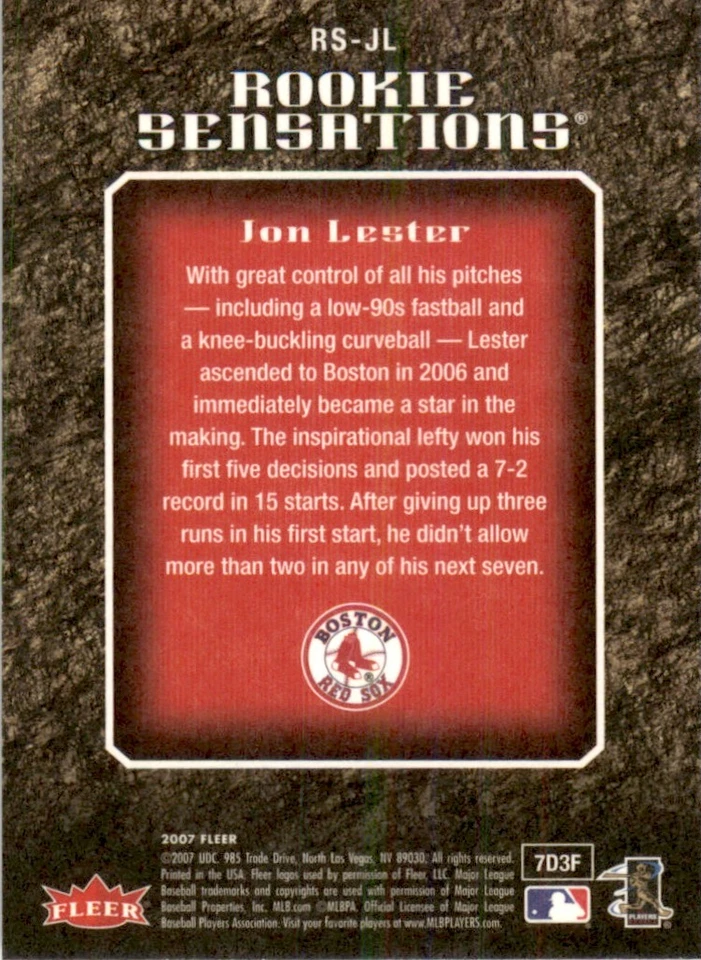 RS-JL
ROOKIE
SENSATIONS®
Jon Lester
With great control of all his pitches
— including a low-90s fastball and
a knee-buckling curveball — Lester
ascended to Boston in 2006 and
immediately became a star in the
making. The inspirational lefty won his
first five decisions and posted a 7-2
record in 15 starts. After giving up three
runs in his first start, he didn't allow
more than two in any of his next seven.
BOSTON
RED SOX
®
2007 FLEER
©2007 UDC. 985 Trade Drive, North Las Vegas, NV 89030. All rights reserved.
Printed in the USA. Fleer logos used by permission of Fleer, LLC. Major League
Baseball trademarks and copyrights are used with permission of Major League
Baseball Properties, Inc. MLB.com ©MLBPA. Official Licensee of Major League
Baseball Players Association. Visit your favorite players at www.MLBPLAYERS.com.
FLEER
7D3F
PLAYERS
®